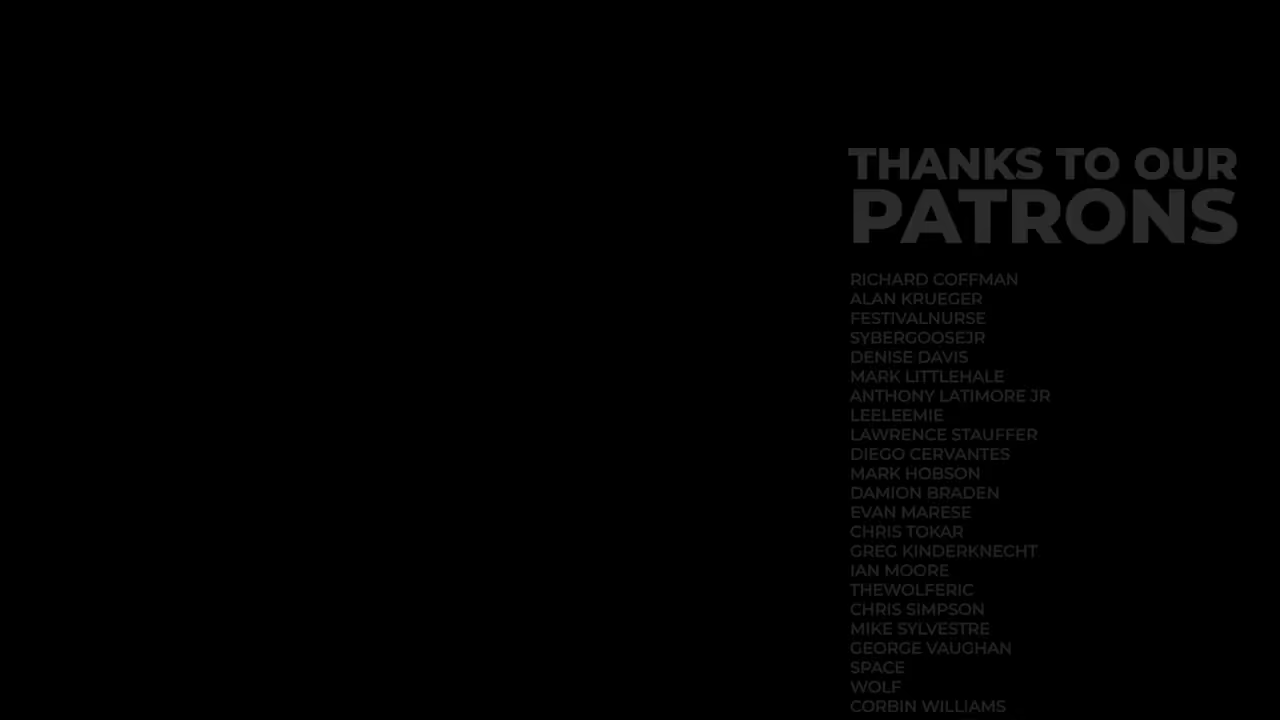 THANKS TO OUR
PATRONS
RICHARD COFFMAN
ALAN KRUEGER
FESTIVALNURSE
SYBERGOOSEJR
DENISE DAVIS
MARK LITTLEHALE
ANTHONY LATIMORE JR
LEELEEMIE
LAWRENCE STAUFFER
DIEGO CERVANTES
MARK HOBSON
DAMION BRADEN
EVAN MARESE
CHRIS TOKAR
GREG KINDERKNECHT
IAN MOORE
THEWOLFERIC
CHRIS SIMPSON
MIKE SYLVESTRE
GEORGE VAUGHAN
SPACE
WOLF
CORBIN WILLIAMS